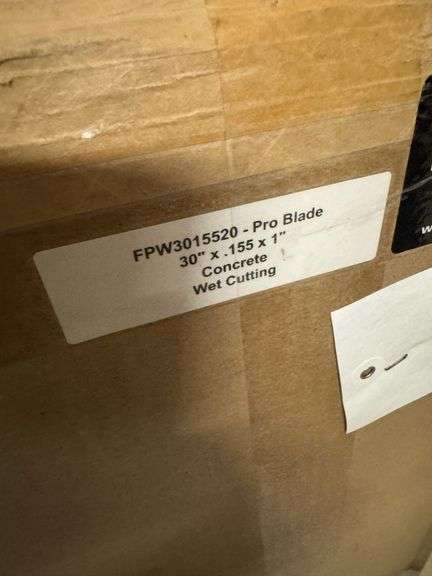 FPW3015520 - Pro Blade
30" x .155 x 1"
Concrete
Wet Cutting